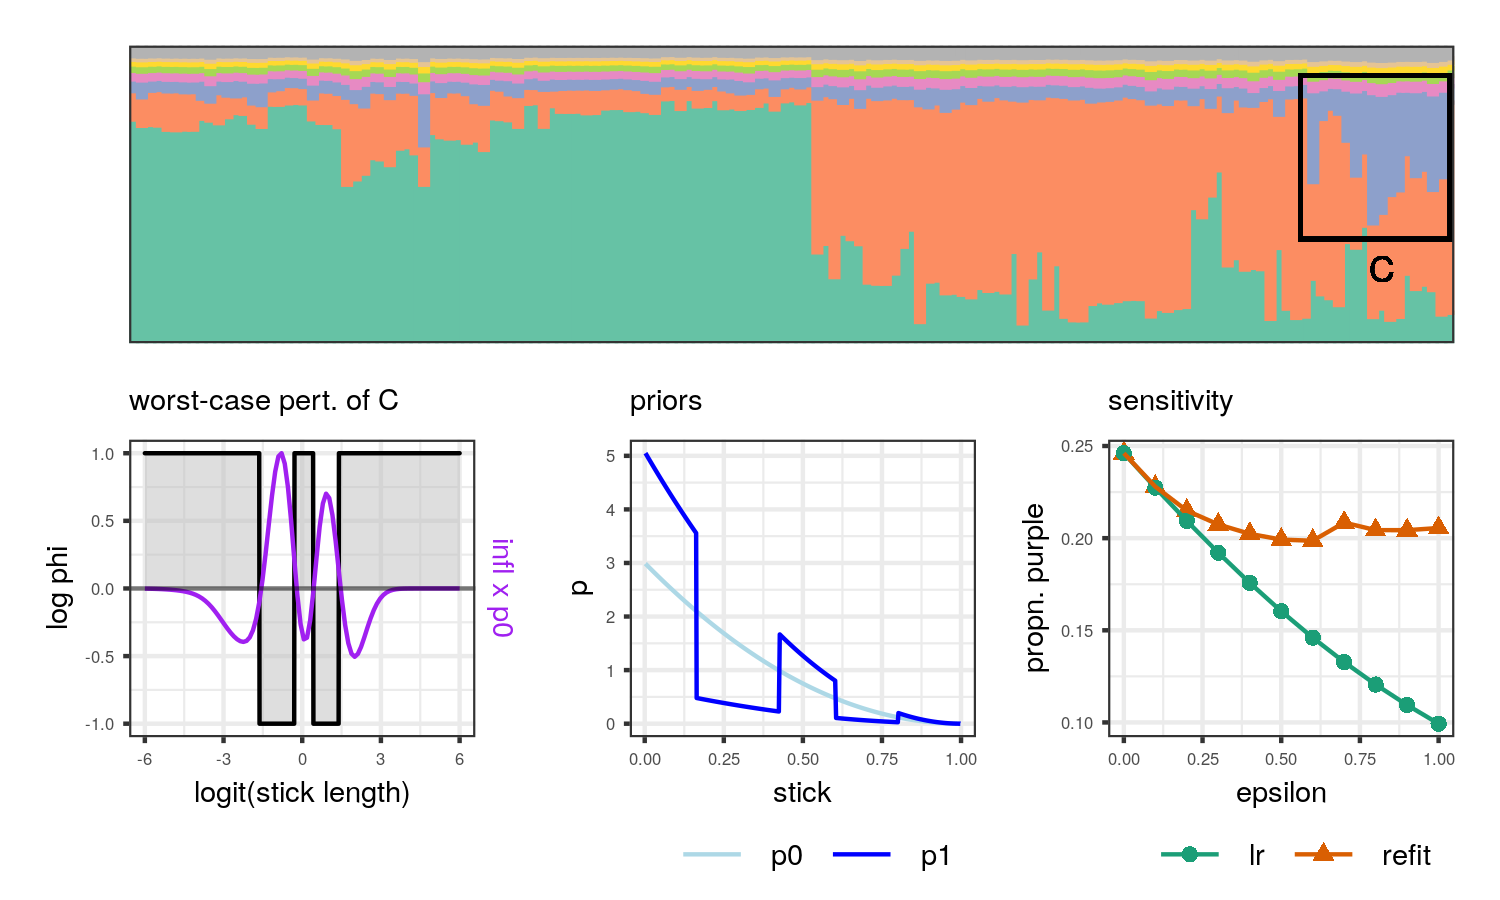 C
worst-case pert. of C
log phi
1.0
0.5
0.0
-0.5
-1.0
-6 -3 0 3 6
logit(stick length)
infl x p0
priors
p
5
4
3
2
1
0
0.00 0.25 0.50 0.75 1.00
stick
p0 p1
sensitivity
propn. purple
0.25
0.20
0.15
0.10
0.00 0.25 0.50 0.75 1.00
epsilon
lr refit